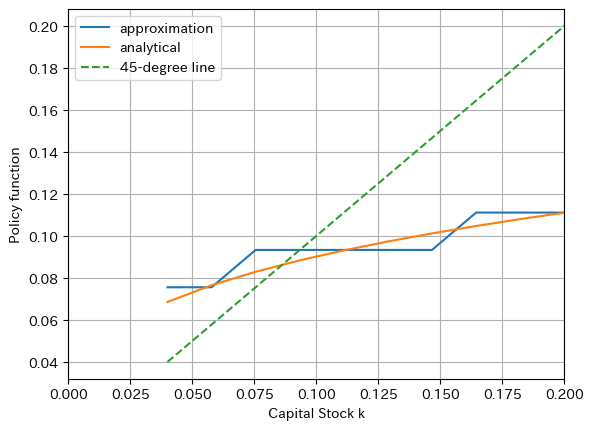 approximation
analytical
45-degree line
Policy function
0.20
0.18
0.16
0.14
0.12
0.10
0.08
0.06
0.04
0.000 0.025 0.050 0.075 0.100 0.125 0.150 0.175 0.200
Capital Stock k